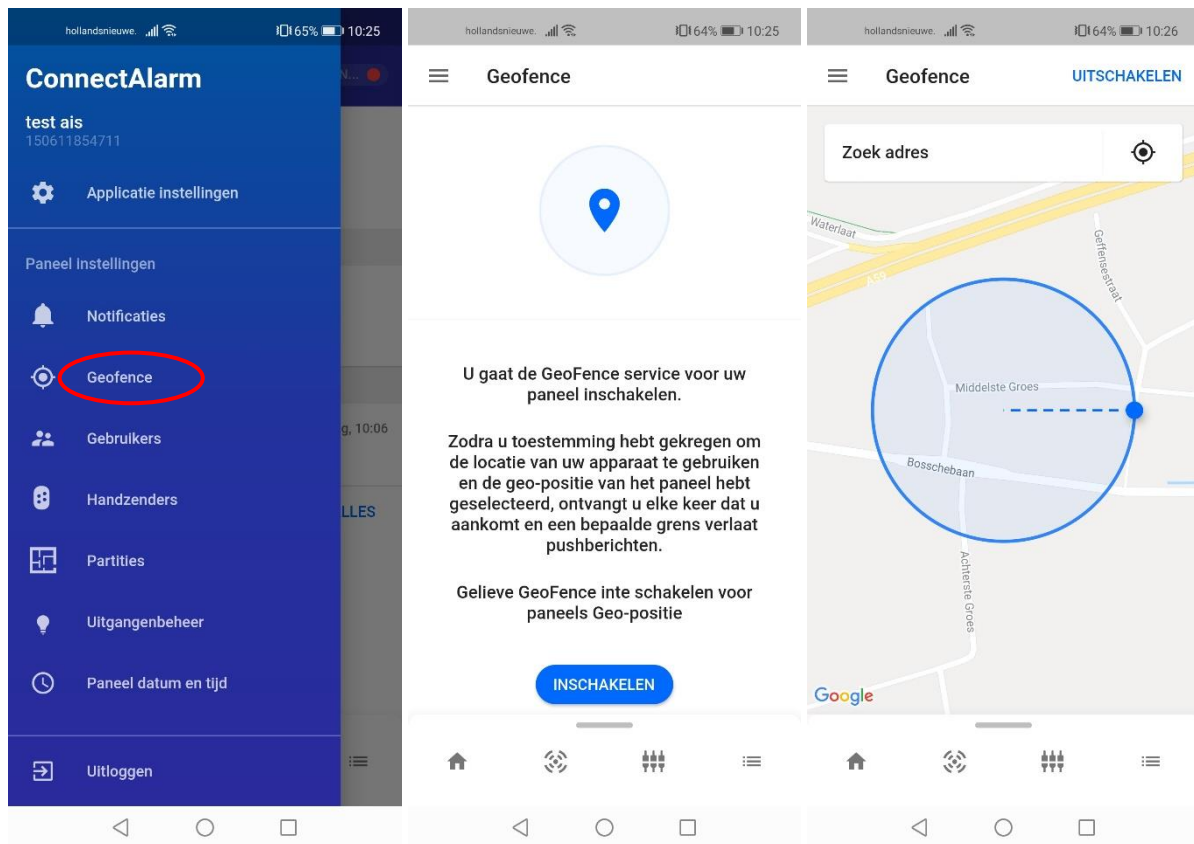 hollandsnieuwe. 65% 10:25
ConnectAlarm
N...
test ais
150611854711
Applicatie instellingen
Paneel instellingen
Notificaties
Geofence
Gebruikers
g, 10:06
Handzenders
LLES
Partities
Uitgangenbeheer
Paneel datum en tijd
Uitloggen
hollandsnieuwe. 64% 10:25
Geofence
U gaat de GeoFence service voor uw
paneel inschakelen.
Zodra u toestemming hebt gekregen om
de locatie van uw apparaat te gebruiken
en de geo-positie van het paneel hebt
geselecteerd, ontvangt u elke keer dat u
aankomt en een bepaalde grens verlaat
pushberichten.
Gelieve GeoFence inte schakelen voor
paneels Geo-positie
INSCHAKELEN
hollandsnieuwe. 64% 10:26
Geofence
UITSCHAKELEN
Zoek adres
Waterlaat
Geffensestraat
A59
Middelste Groes
Bosschebaan
Achterste Groes
Google